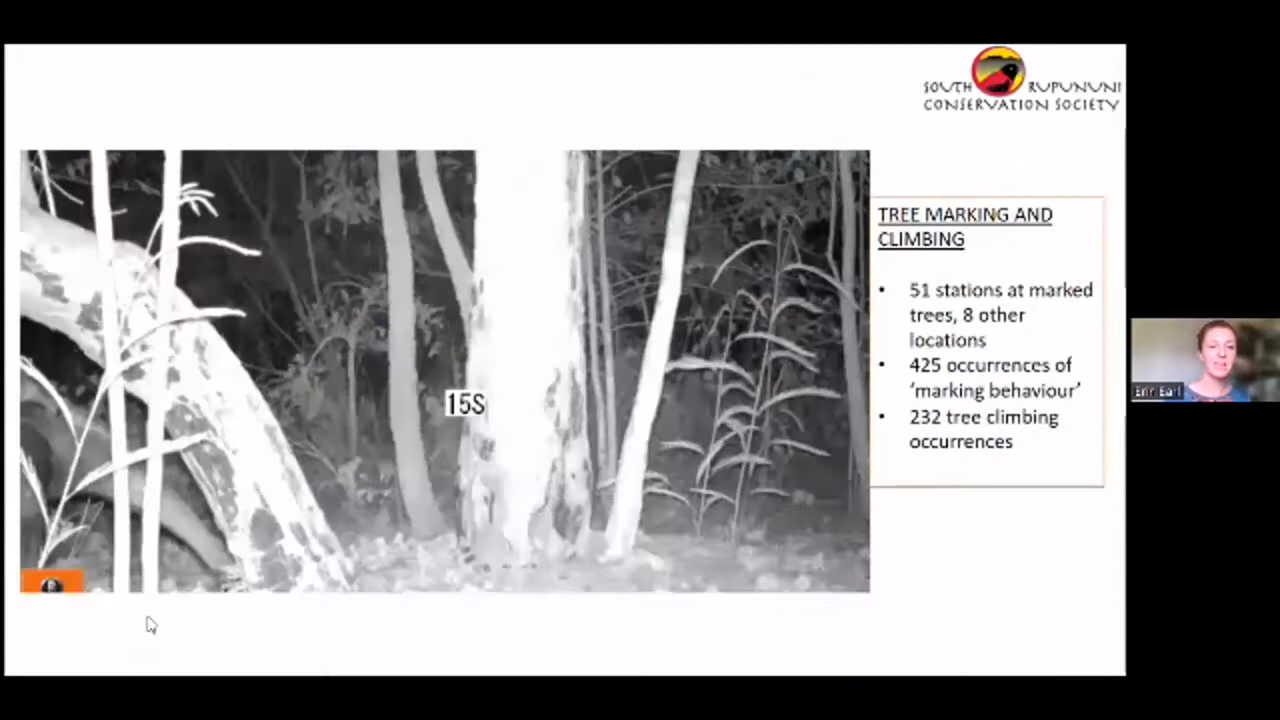 SOUTH RUPUNUNI
CONSERVATION SOCIETY
TREE MARKING AND
CLIMBING
• 51 stations at marked
trees, 8 other
locations
• 425 occurrences of
‘marking behaviour’
• 232 tree climbing
occurrences
15S
Erin Earl